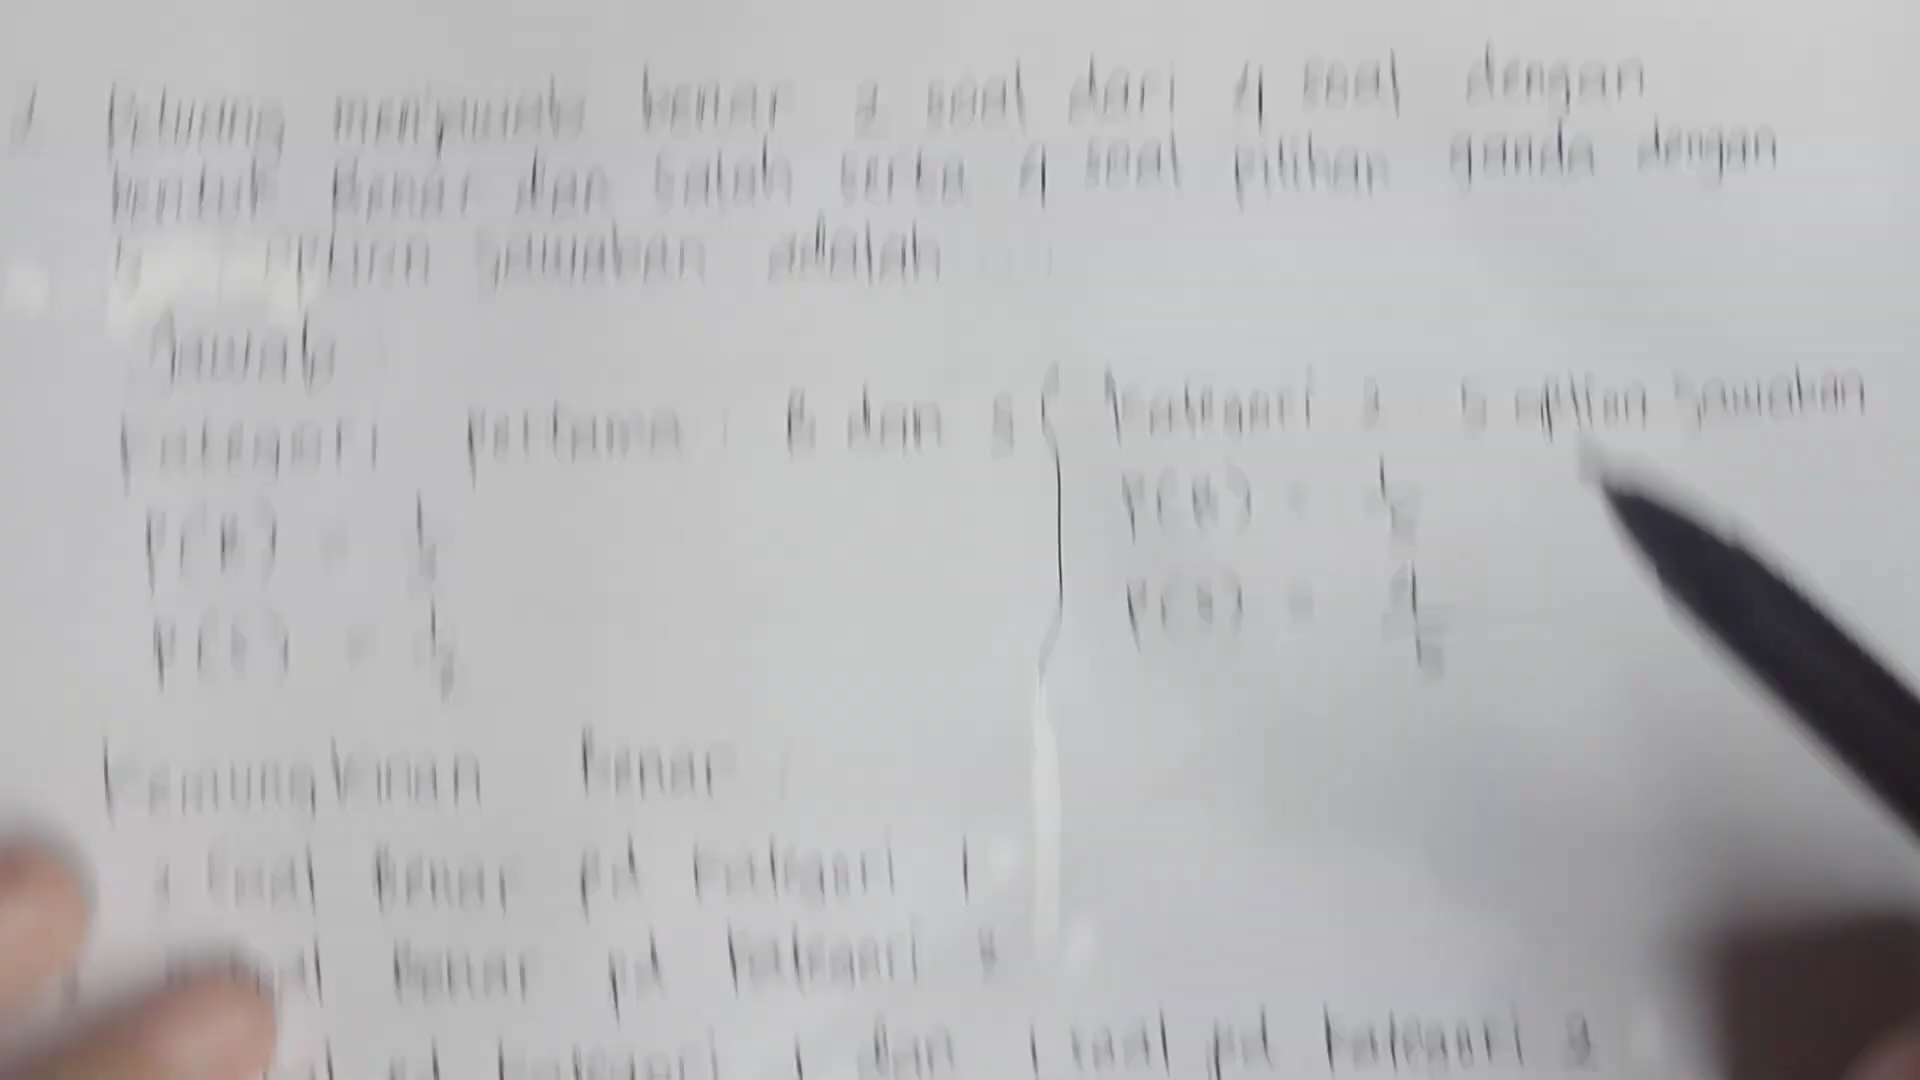 2. Peluang menjawab benar 2 soal dari 4 soal dengan
bentuk Benar dan Salah serta 4 soal pilihan ganda dengan
5 option jawaban adalah ...
Jawab :
Kategori pertama : B dan S
P(B) = 1/2
P(S) = 1/2
Kategori 2 : 5 option jawaban
P(B) = 1/5
P(S) = 4/5
Kemungkinan Benar :
2 soal Benar pd kategori 1
soal Benar pd kategori 2
pd kategori 1 dan 1 soal pd kategori 2